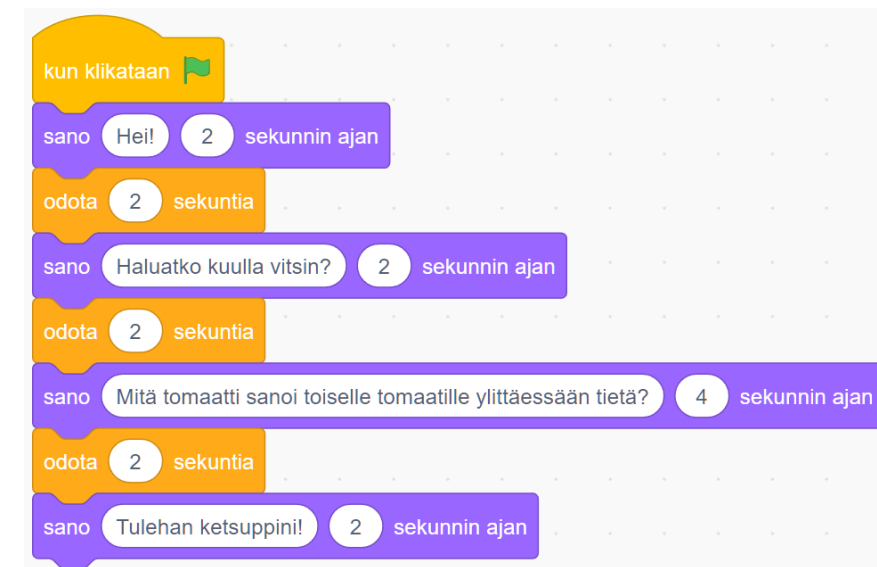 kun klikataan
sano Hei! 2 sekunnin ajan
odota 2 sekuntia
sano Haluatko kuulla vitsin? 2 sekunnin ajan
odota 2 sekuntia
sano Mitä tomaatti sanoi toiselle tomaatille ylittäessään tietä? 4 sekunnin ajan
odota 2 sekuntia
sano Tulehan ketsuppini! 2 sekunnin ajan